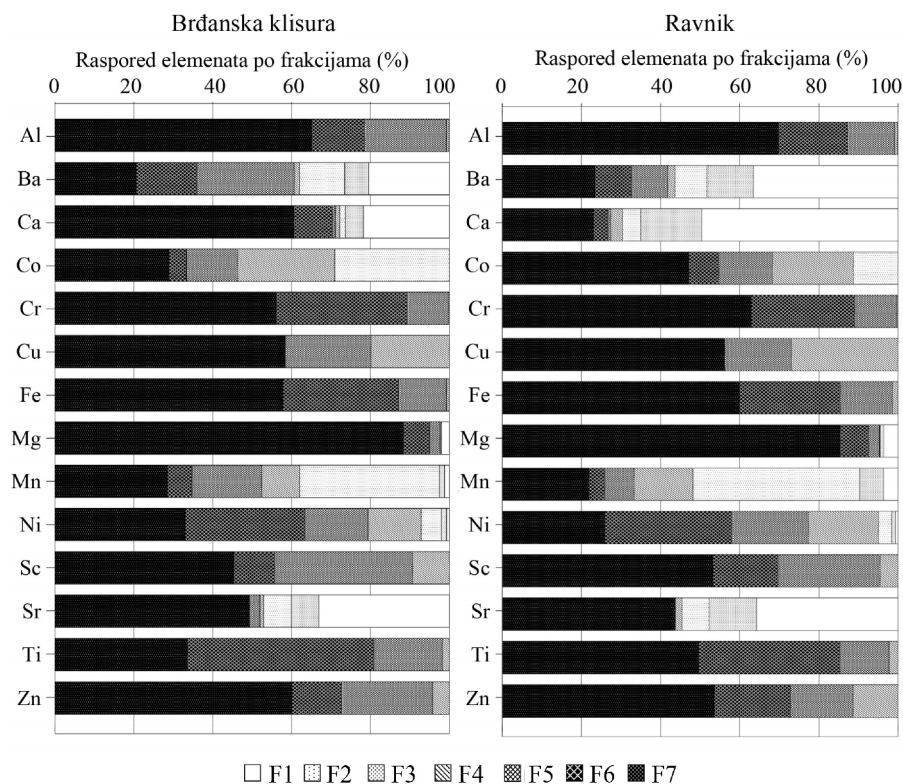 Brđanska klisura
Raspored elemenata po frakcijama (%)
0 20 40 60 80 100
Al
Ba
Ca
Co
Cr
Cu
Fe
Mg
Mn
Ni
Sc
Sr
Ti
Zn
Ravnik
Raspored elemenata po frakcijama (%)
0 20 40 60 80 100
Al
Ba
Ca
Co
Cr
Cu
Fe
Mg
Mn
Ni
Sc
Sr
Ti
Zn
F1 F2 F3 F4 F5 F6 F7